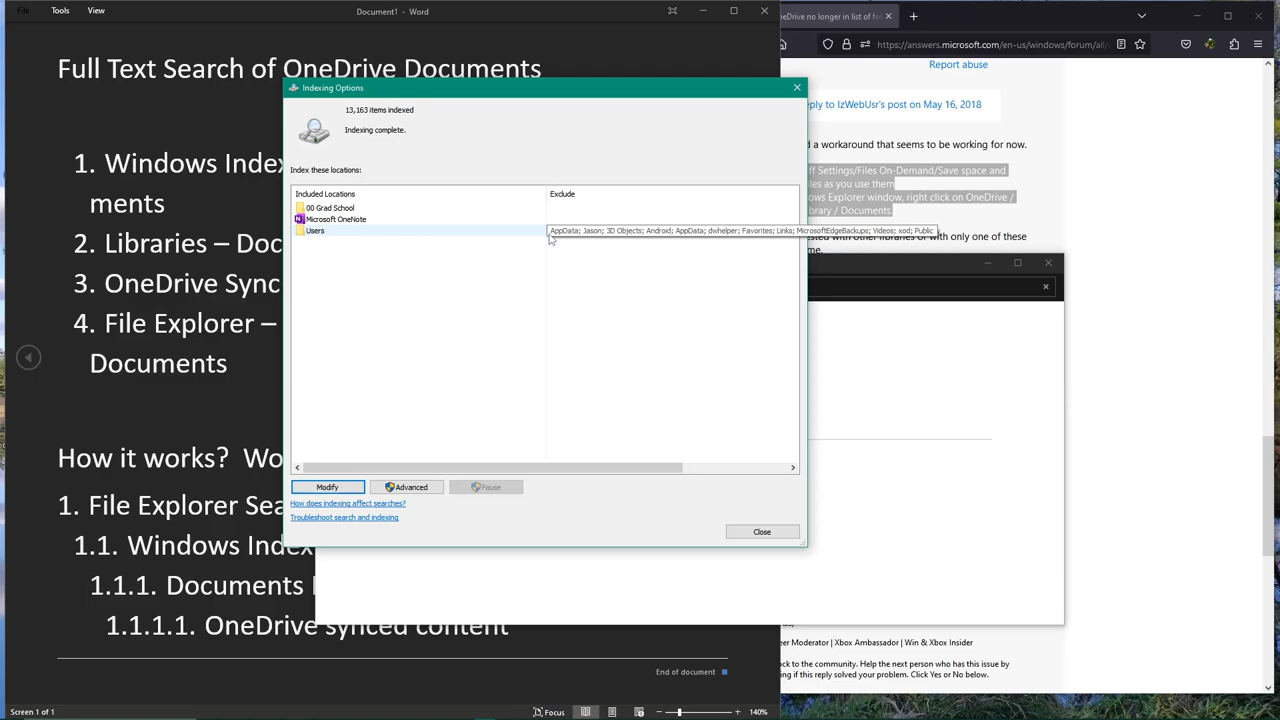 File
Tools
View
Document1 - Word
Full Text Search of OneDrive Documents
1. Windows Index
ments
2. Libraries – Doc
3. OneDrive Sync
4. File Explorer –
Documents
How it works? Wo
1. File Explorer Sea
1.1. Windows Index
1.1.1. Documents
1.1.1.1. OneDrive synced content
End of document
Screen 1 of 1
Focus
140%
Indexing Options
13,163 items indexed
Indexing complete.
Index these locations:
Included Locations
Exclude
00 Grad School
Microsoft OneNote
Users
AppData; Jason; 3D Objects; Android; AppData; dwhelper; Favorites; Links; MicrosoftEdgeBackups; Videos; xod; Public
Modify
Advanced
Pause
How does indexing affect searches?
Troubleshoot search and indexing
Close
neDrive no longer in list of fol
https://answers.microsoft.com/en-us/windows/forum/all/
Report abuse
eply to IzWebUsr's post on May 16, 2018
d a workaround that seems to be working for now.
ff Settings/Files On-Demand/Save space and
les as you use them
ows Explorer window, right click on OneDrive /
ibrary / Documents.
ested with other libraries or with only one of these
me.
eer Moderator | Xbox Ambassador | Win & Xbox Insider
ack to the community. Help the next person who has this issue by
ing if this reply solved your problem. Click Yes or No below.